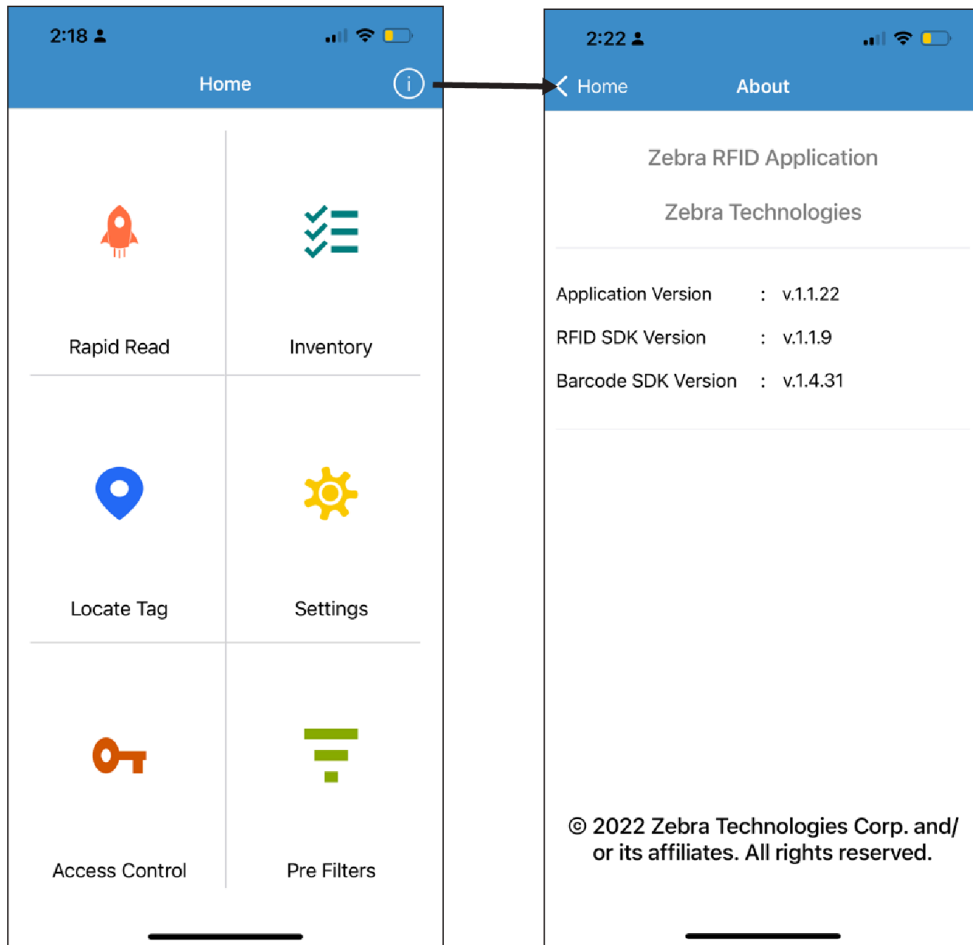 2:18
Home
i
Rapid Read
Inventory
Locate Tag
Settings
Access Control
Pre Filters
2:22
Home
About
Zebra RFID Application
Zebra Technologies
Application Version : v.1.1.22
RFID SDK Version : v.1.1.9
Barcode SDK Version : v.1.4.31
© 2022 Zebra Technologies Corp. and/
or its affiliates. All rights reserved.